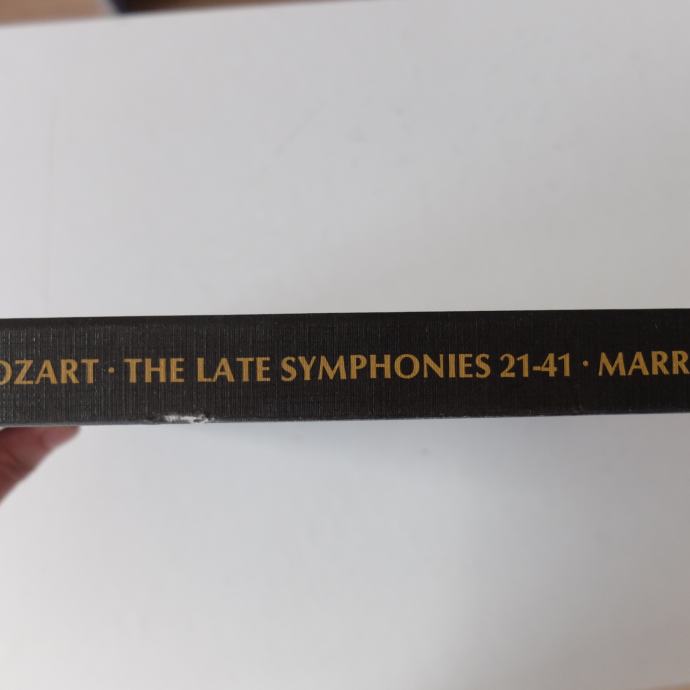 OZART · THE LATE SYMPHONIES 21-41 · MARR